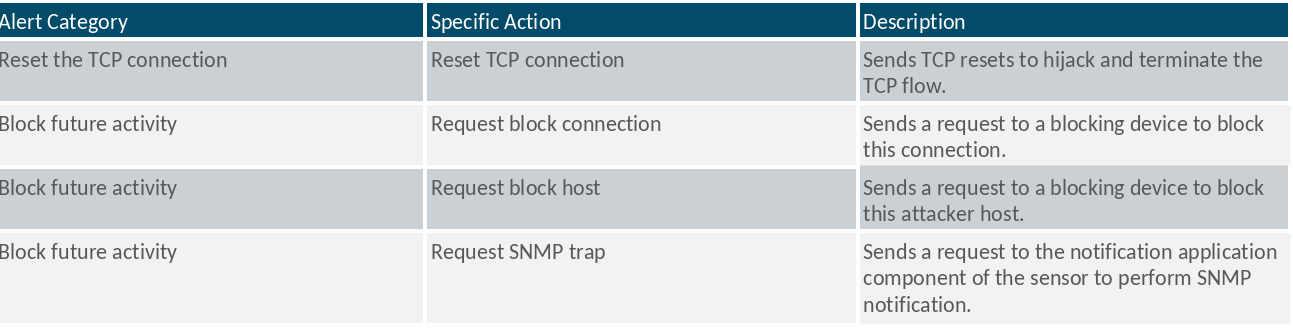 Alert Category Specific Action Description
Reset the TCP connection Reset TCP connection Sends TCP resets to hijack and terminate the
TCP flow.
Block future activity Request block connection Sends a request to a blocking device to block
this connection.
Block future activity Request block host Sends a request to a blocking device to block
this attacker host.
Block future activity Request SNMP trap Sends a request to the notification application
component of the sensor to perform SNMP
notification.